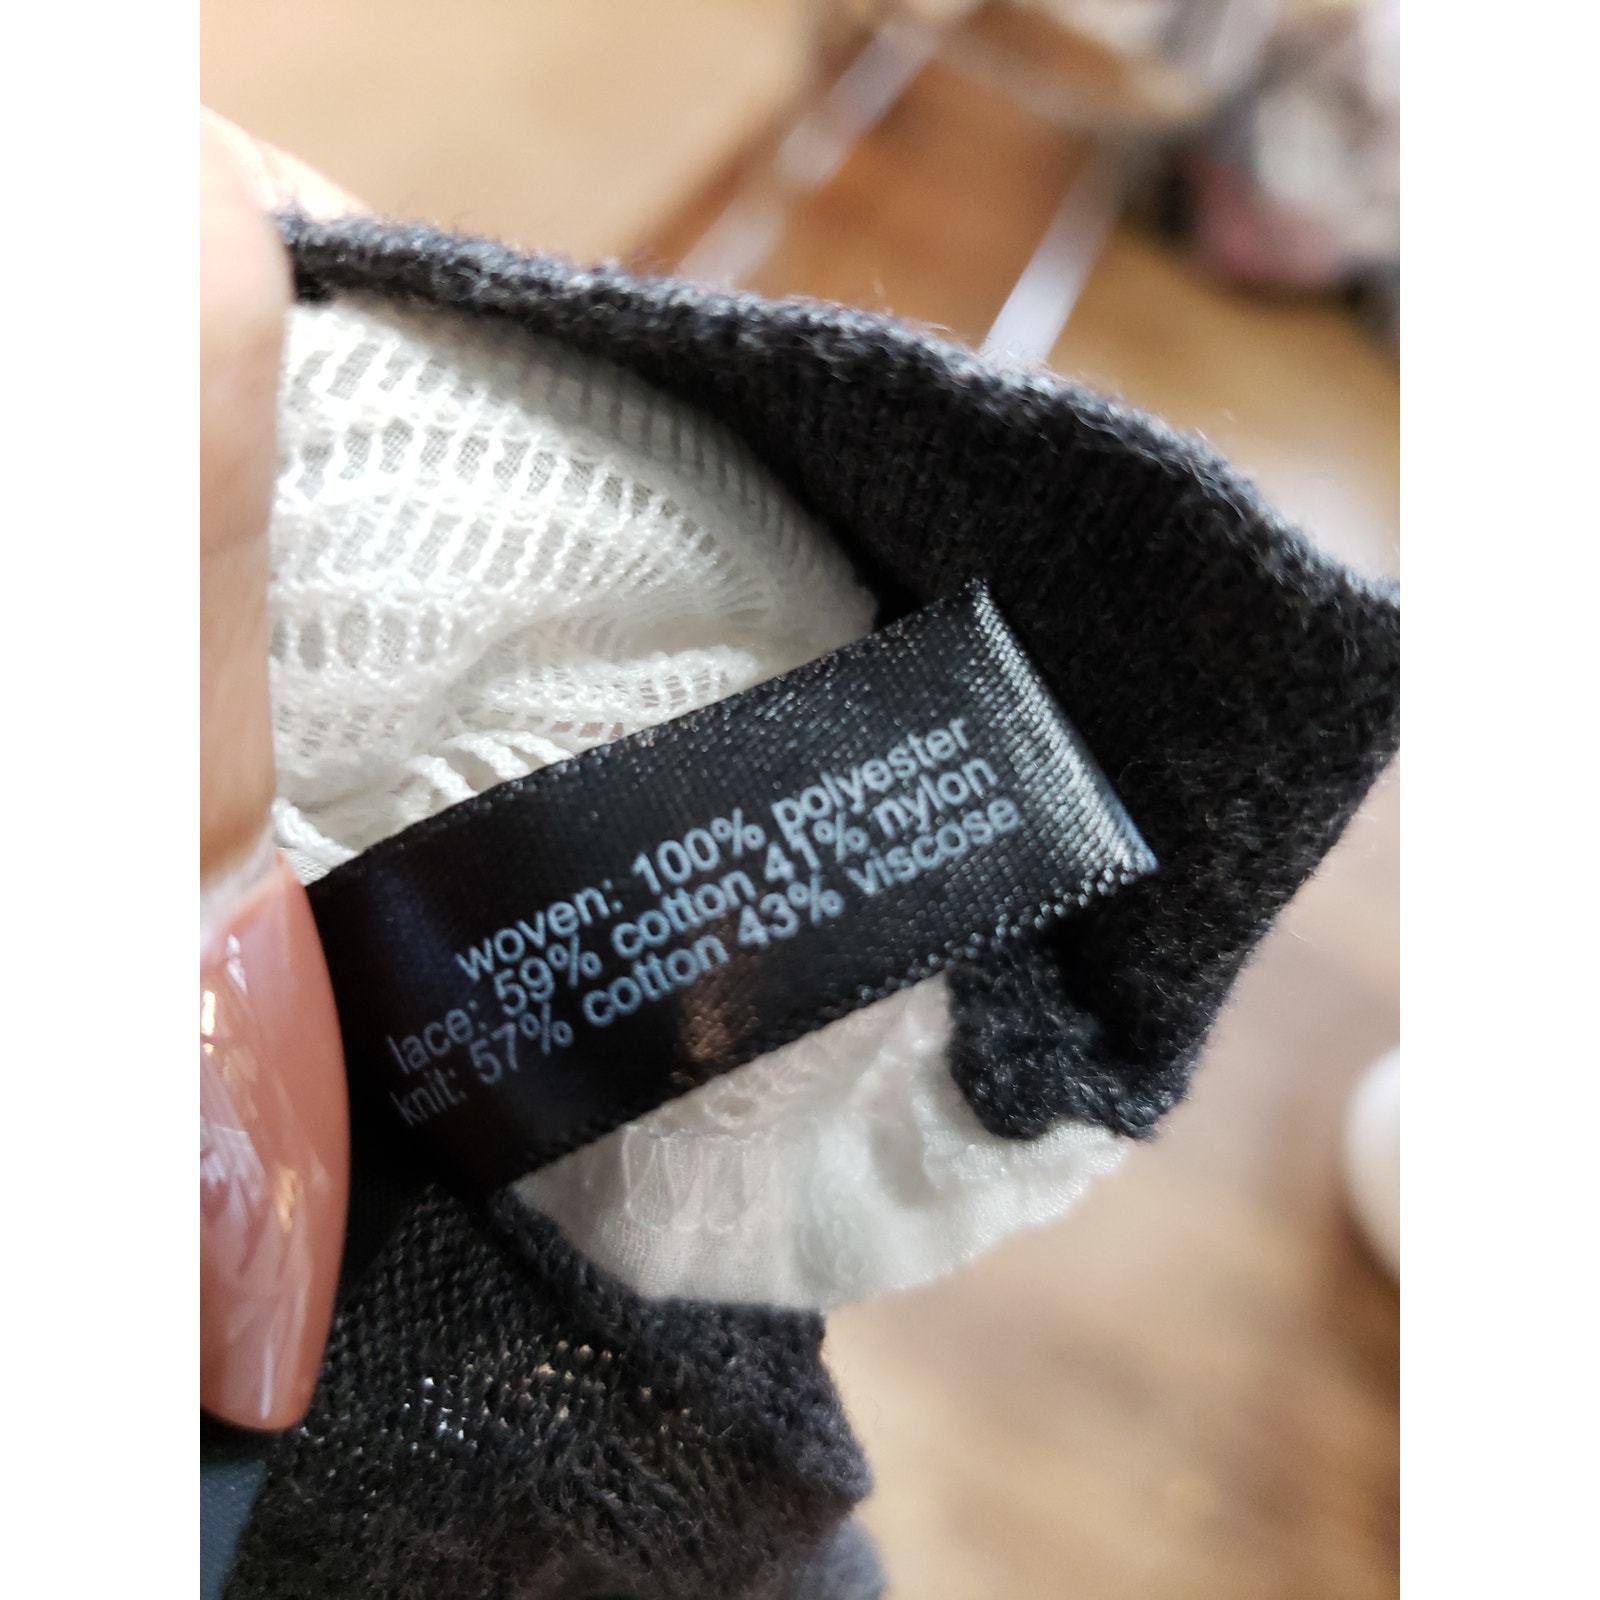 woven: 100% polyester
lace: 59% cotton 41% nylon
knit: 57% cotton 43% viscose